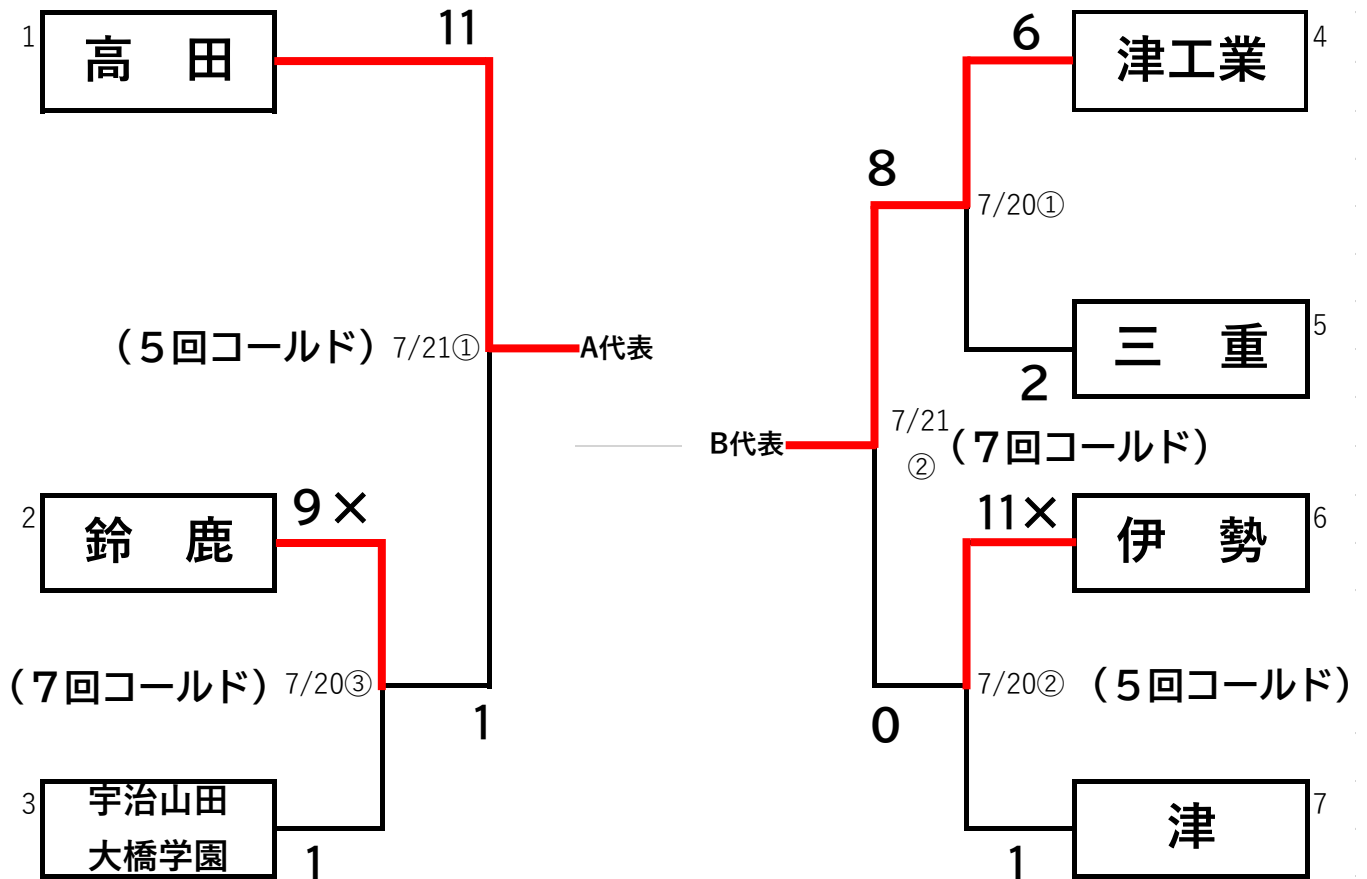 1
高　田
11
（５回コールド）
7/21①
A代表
2
鈴　鹿
9×
（７回コールド）
7/20③
1
3
宇治山田
大橋学園
1
6
津工業
4
8
7/20①
三　重
5
2
B代表
7/21
②
（７回コールド）
11×
伊　勢
6
7/20②
（５回コールド）
0
津
7
1